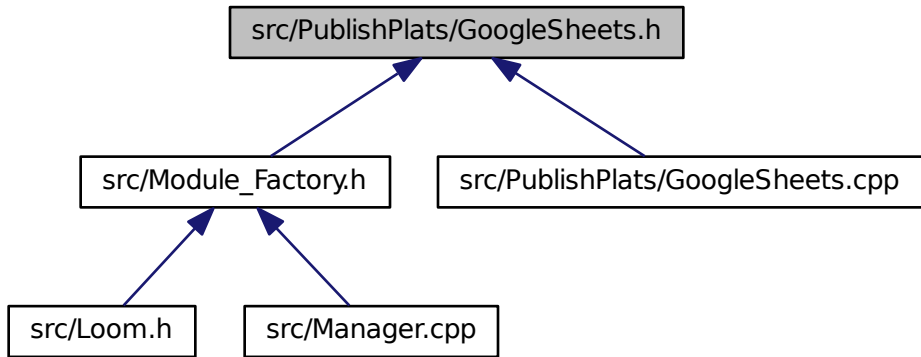 src/PublishPlats/GoogleSheets.h
src/Module_Factory.h
src/PublishPlats/GoogleSheets.cpp
src/Loom.h
src/Manager.cpp